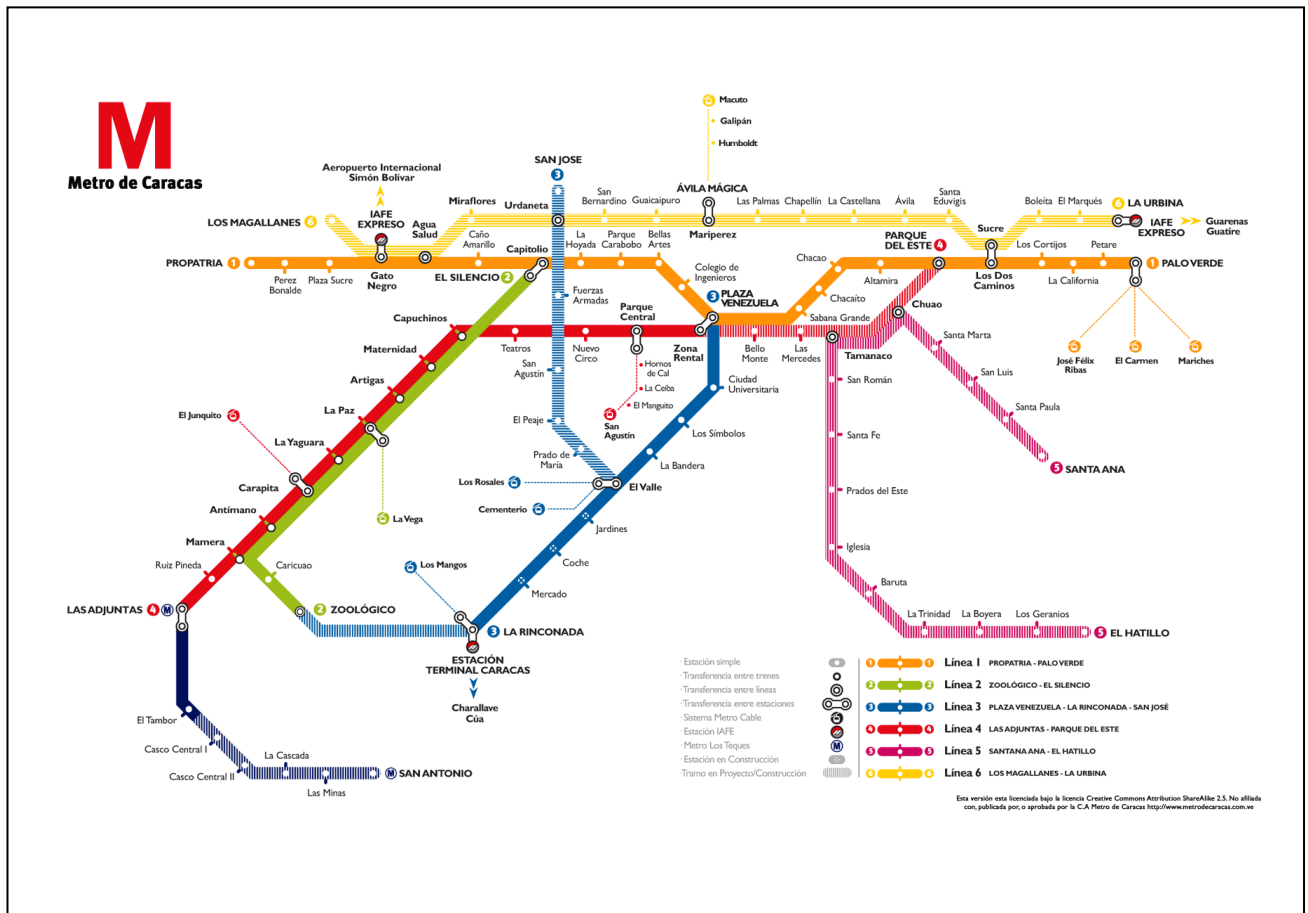 M
Metro de Caracas
Macuto
Galipán
Humboldt
SAN JOSE
3
Aeropuerto Internacional
Simón Bolívar
IAFE
EXPRESO
LOS MAGALLANES 6
Agua
Salud
Miraflores
Urdaneta
San
Bernardino
Guaicaipuro
ÁVILA MÁGICA
Mariperez
Las Palmas
Chapellín
La Castellana
Ávila
Santa
Eduvigis
Sucre
Boleíta
El Marqués
6 LA URBINA
IAFE
EXPRESO
Guarenas
Guatire
PROPATRIA 1
Perez
Bonalde
Plaza Sucre
Gato
Negro
Caño
Amarillo
Capitolio
EL SILENCIO 2
La
Hoyada
Parque
Carabobo
Bellas
Artes
Colegio de
Ingenieros
3 PLAZA
VENEZUELA
Sabana Grande
Chacaíto
Chacao
Altamira
PARQUE
DEL ESTE 4
Los Dos
Caminos
Los Cortijos
La California
Petare
1 PALO VERDE
José Félix
Ribas
El Carmen
Mariches
Fuerzas
Armadas
Parque
Central
Capuchinos
Teatros
Nuevo
Circo
Zona
Rental
Bello
Monte
Las
Mercedes
Tamanaco
Chuao
Santa Marta
San Luis
Santa Paula
5 SANTA ANA
Maternidad
Artigas
La Paz
La Yaguara
Carapita
Antímano
Mamera
Ruiz Pineda
LAS ADJUNTAS 4 M
El Junquito
La Vega
Caricuao
2 ZOOLÓGICO
San
Agustín
El Peaje
Prado de
María
Hornos
de Cal
La Ceiba
El Manguito
San
Agustín
Ciudad
Universitaria
Los Símbolos
La Bandera
El Valle
Los Rosales
Cementerio
Jardines
Coche
Mercado
Los Mangos
3 LA RINCONADA
ESTACIÓN
TERMINAL CARACAS
Charallave
Cúa
San Román
Santa Fe
Prados del Este
Iglesia
Baruta
La Trinidad
La Boyera
Los Geranios
5 EL HATILLO
El Tambor
Casco Central I
Casco Central II
La Cascada
Las Minas
M SAN ANTONIO
·Estación simple
·Transferencia entre trenes
·Transferencia entre líneas
·Transferencia entre estaciones
·Sistema Metro Cable
·Estación IAFE
·Metro Los Teques
·Estación en Construcción
·Tramo en Proyecto/Construcción
M
1 1 Línea 1 PROPATRIA - PALO VERDE
2 2 Línea 2 ZOOLÓGICO - EL SILENCIO
3 3 Línea 3 PLAZA VENEZUELA - LA RINCONADA - SAN JOSÉ
4 4 Línea 4 LAS ADJUNTAS - PARQUE DEL ESTE
5 5 Línea 5 SANTANA ANA - EL HATILLO
6 6 Línea 6 LOS MAGALLANES - LA URBINA
Esta versión esta licenciada bajo la licencia Creative Commons Attribution ShareAlike 2.5. No afiliada
con, publicada por, o aprobada por la C.A Metro de Caracas http://www.metrodecaracas.com.ve